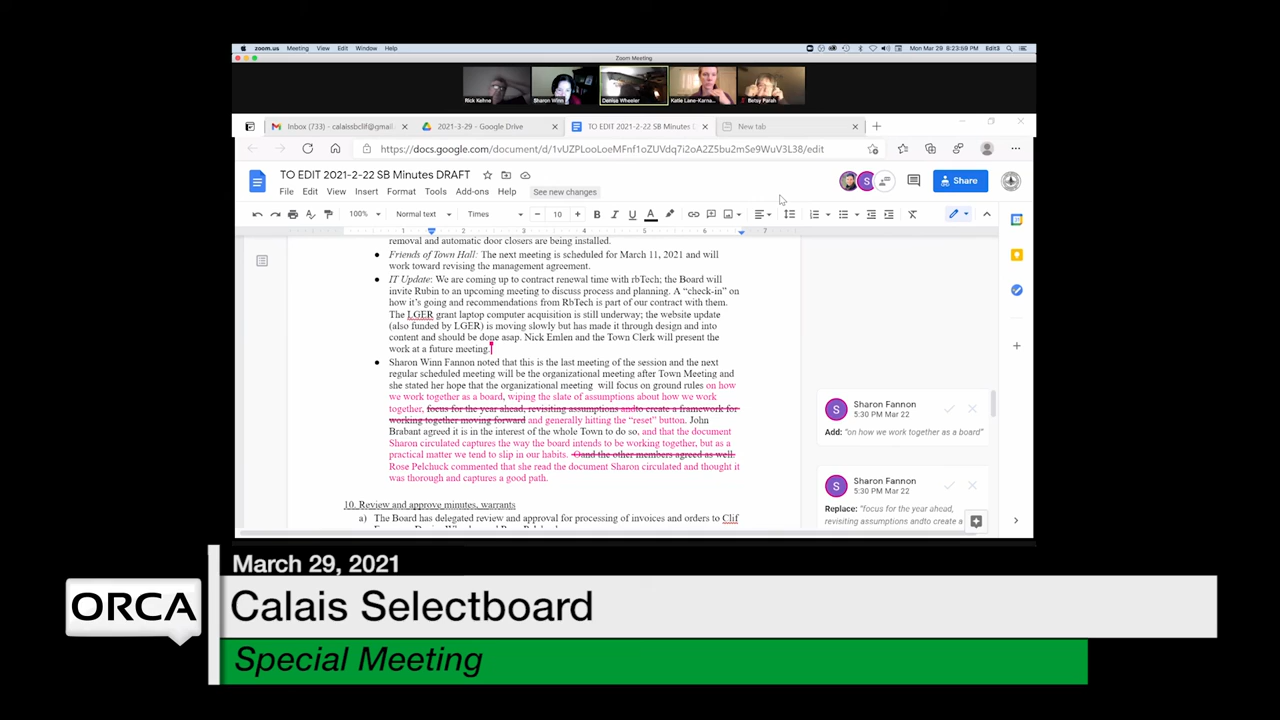 zoom.us Meeting View Edit Window Help
Mon Mar 29 8:23:59 PM Edit3
Zoom Meeting
Rick Kehne Sharon Winn Denise Wheeler Katie Lane-Karna... Betsy Parah
Inbox (733) - calaissbclif@gmail. 2021-3-29 - Google Drive TO EDIT 2021-2-22 SB Minutes New tab
https://docs.google.com/document/d/1vUZPLooLoeMFnf1oZUVdq7i2oA2Z5bu2mSe9WuV3L38/edit
TO EDIT 2021-2-22 SB Minutes DRAFT
S
Share
File Edit View Insert Format Tools Add-ons Help See new changes
100% Normal text Times 10 B I U A
1 2 3 4 5 6 7
removal and automatic door closers are being installed.
● Friends of Town Hall: The next meeting is scheduled for March 11, 2021 and will
work toward revising the management agreement.
● IT Update: We are coming up to contract renewal time with rbTech; the Board will
invite Rubin to an upcoming meeting to discuss process and planning. A “check-in” on
how it’s going and recommendations from RbTech is part of our contract with them.
The LGER grant laptop computer acquisition is still underway; the website update
(also funded by LGER) is moving slowly but has made it through design and into
content and should be done asap. Nick Emlen and the Town Clerk will present the
work at a future meeting.
● Sharon Winn Fannon noted that this is the last meeting of the session and the next
regular scheduled meeting will be the organizational meeting after Town Meeting and
she stated her hope that the organizational meeting will focus on ground rules on how
we work together as a board, wiping the slate of assumptions about how we work
together, focus for the year ahead, revisiting assumptions andto create a framework for
working together moving forward and generally hitting the “reset” button. John
Brabant agreed it is in the interest of the whole Town to do so, and that the document
Sharon circulated captures the way the board intends to be working together, but as a
practical matter we tend to slip in our habits. Oand the other members agreed as well.
Rose Pelchuck commented that she read the document Sharon circulated and thought it
was thorough and captures a good path.
10. Review and approve minutes, warrants
a) The Board has delegated review and approval for processing of invoices and orders to Clif
S
Sharon Fannon
5:30 PM Mar 22
Add: “on how we work together as a board”
S
Sharon Fannon
5:30 PM Mar 22
Replace: “focus for the year ahead,
revisiting assumptions andto create a
March 29, 2021
ORCA
Calais Selectboard
Special Meeting